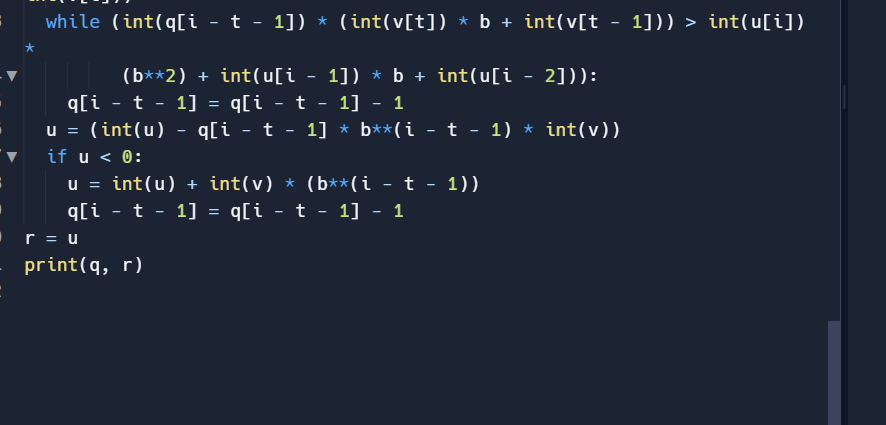 while (int(q[i - t - 1]) * (int(v[t]) * b + int(v[t - 1])) > int(u[i])
*
(b**2) + int(u[i - 1]) * b + int(u[i - 2])):
q[i - t - 1] = q[i - t - 1] - 1
u = (int(u) - q[i - t - 1] * b**(i - t - 1) * int(v))
if u < 0:
u = int(u) + int(v) * (b**(i - t - 1))
q[i - t - 1] = q[i - t - 1] - 1
r = u
print(q, r)